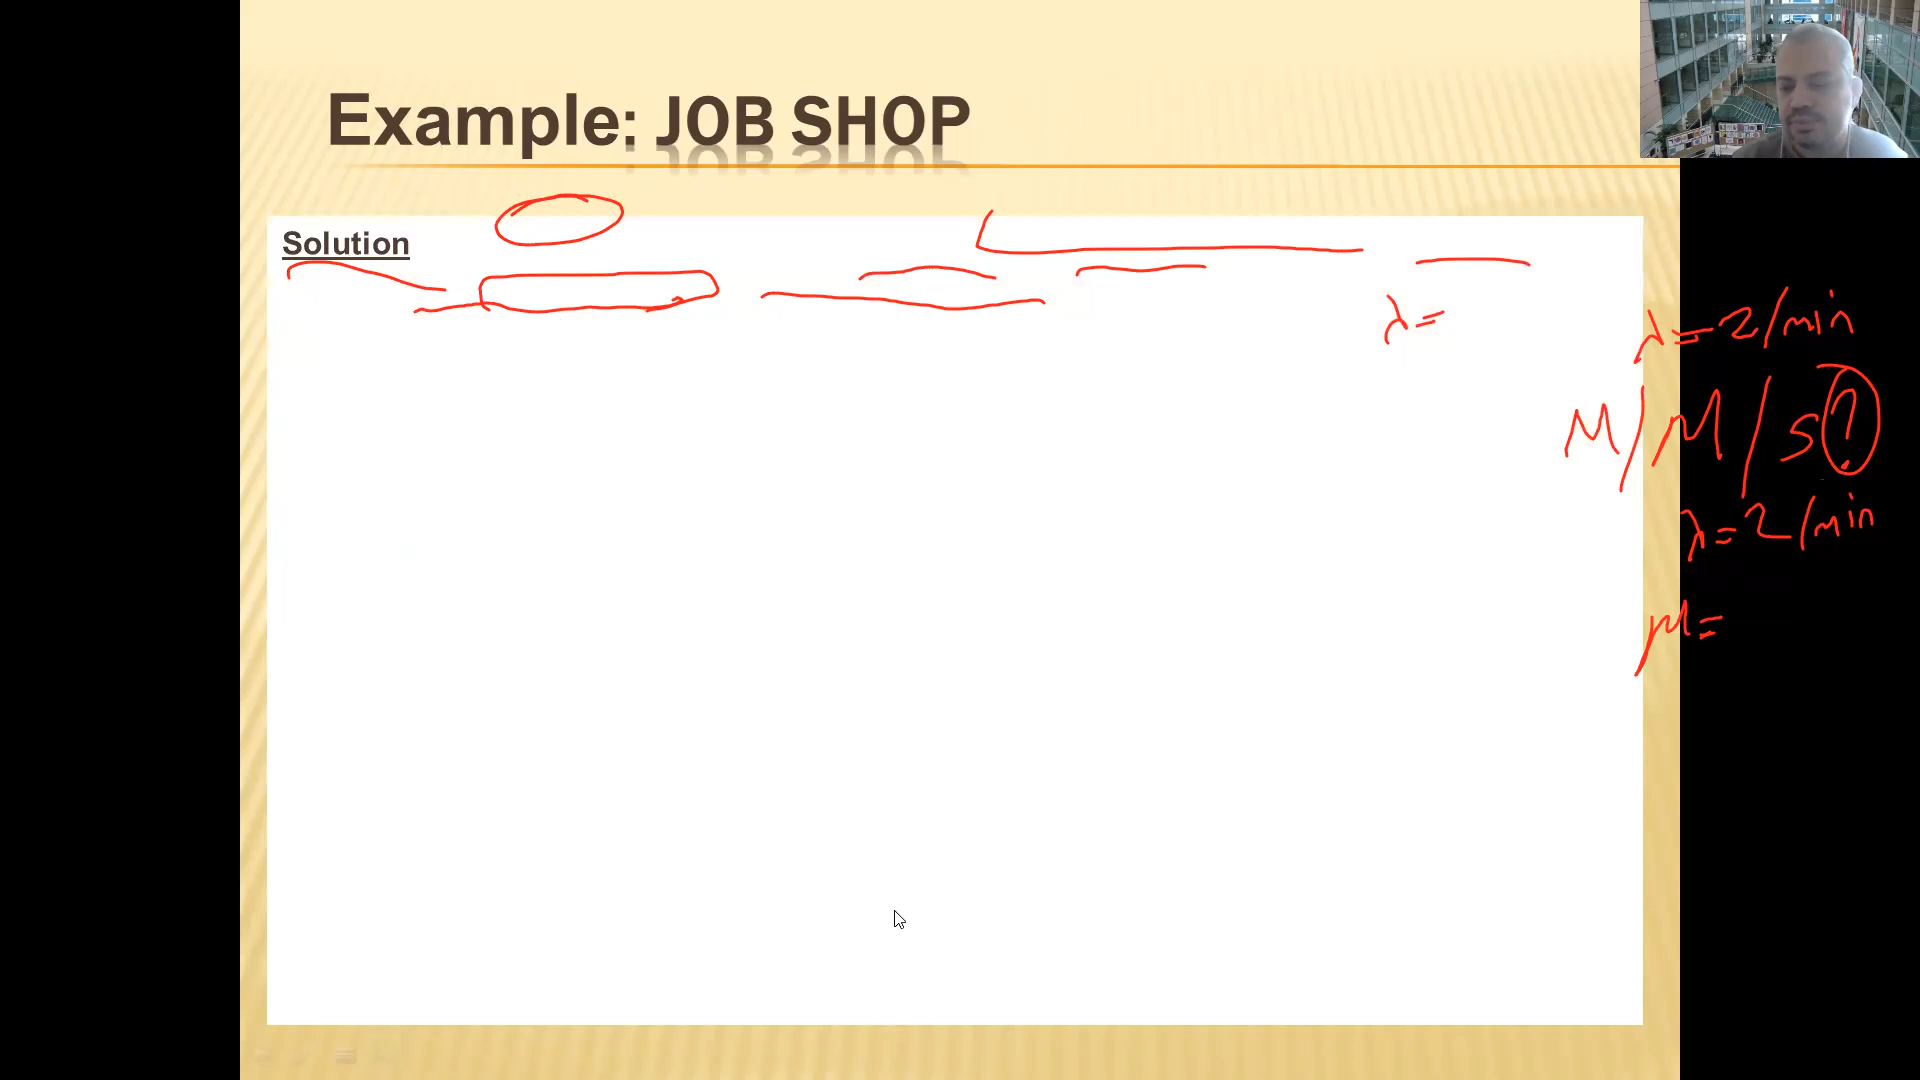 Example: JOB SHOP
Solution
λ=
λ=2/min
M/M/s?
λ=2/min
μ=